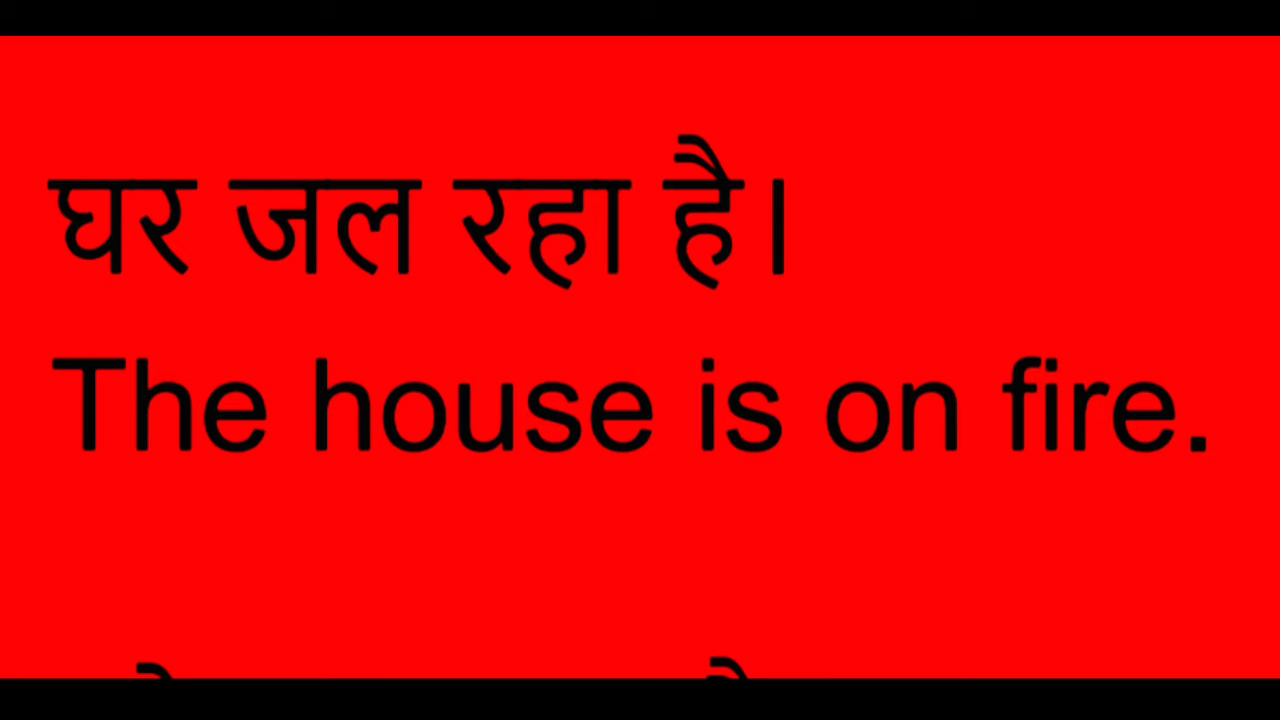 घर जल रहा है।
The house is on fire.